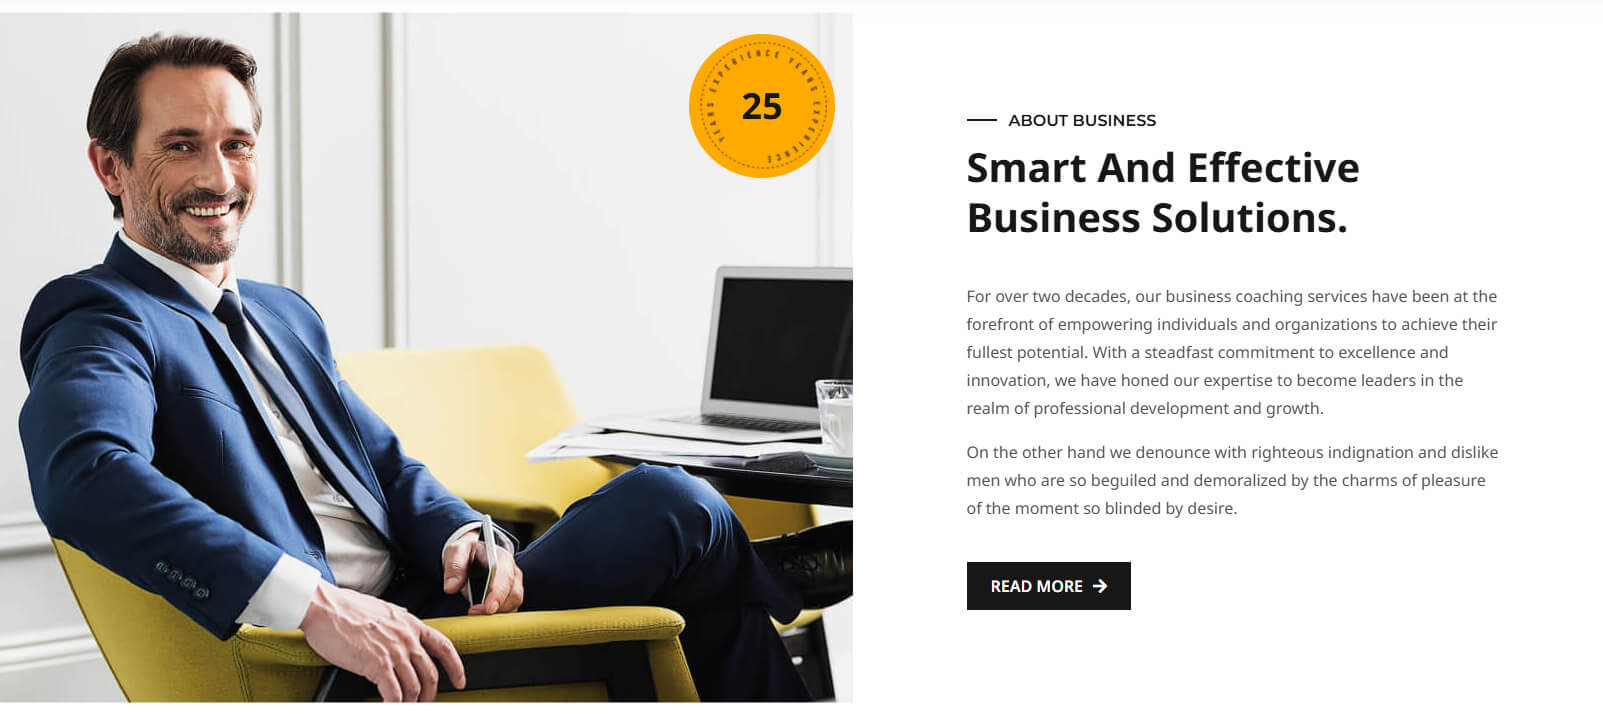 YEARS EXPERIENCE YEARS EXPERIENCE
25
ABOUT BUSINESS
Smart And Effective
Business Solutions.
For over two decades, our business coaching services have been at the
forefront of empowering individuals and organizations to achieve their
fullest potential. With a steadfast commitment to excellence and
innovation, we have honed our expertise to become leaders in the
realm of professional development and growth.
On the other hand we denounce with righteous indignation and dislike
men who are so beguiled and demoralized by the charms of pleasure
of the moment so blinded by desire.
READ MORE